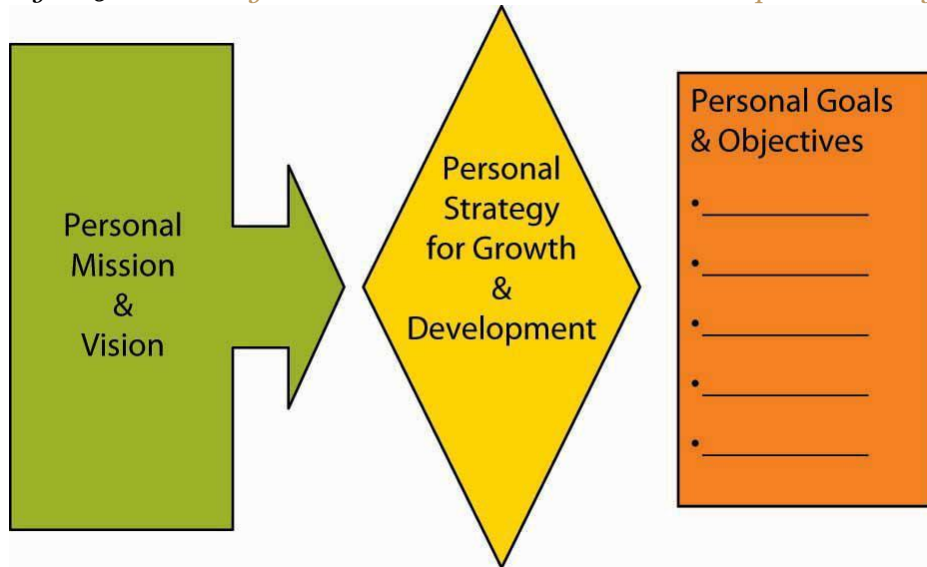 Personal
Mission
&
Vision
Personal
Strategy
for Growth
&
Development
Personal Goals
& Objectives
•
•
•
•
•